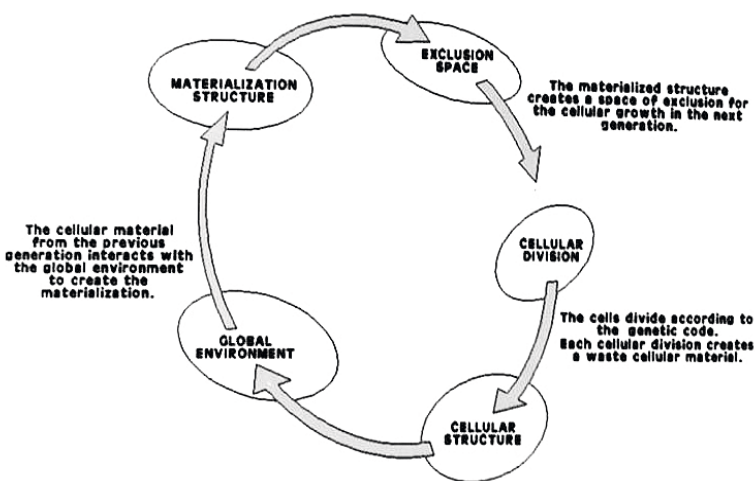 EXCLUSION
SPACE
MATERIALIZATION
STRUCTURE
The materialized structure
creates a space of exclusion for
the cellular growth in the next
generation.
CELLULAR
DIVISION
The cells divide according to
the genetic code.
Each cellular division creates
a waste cellular material.
CELLULAR
STRUCTURE
GLOBAL
ENVIRONMENT
The cellular material
from the previous
generation interacts with
the global environment
to create the
materialization.